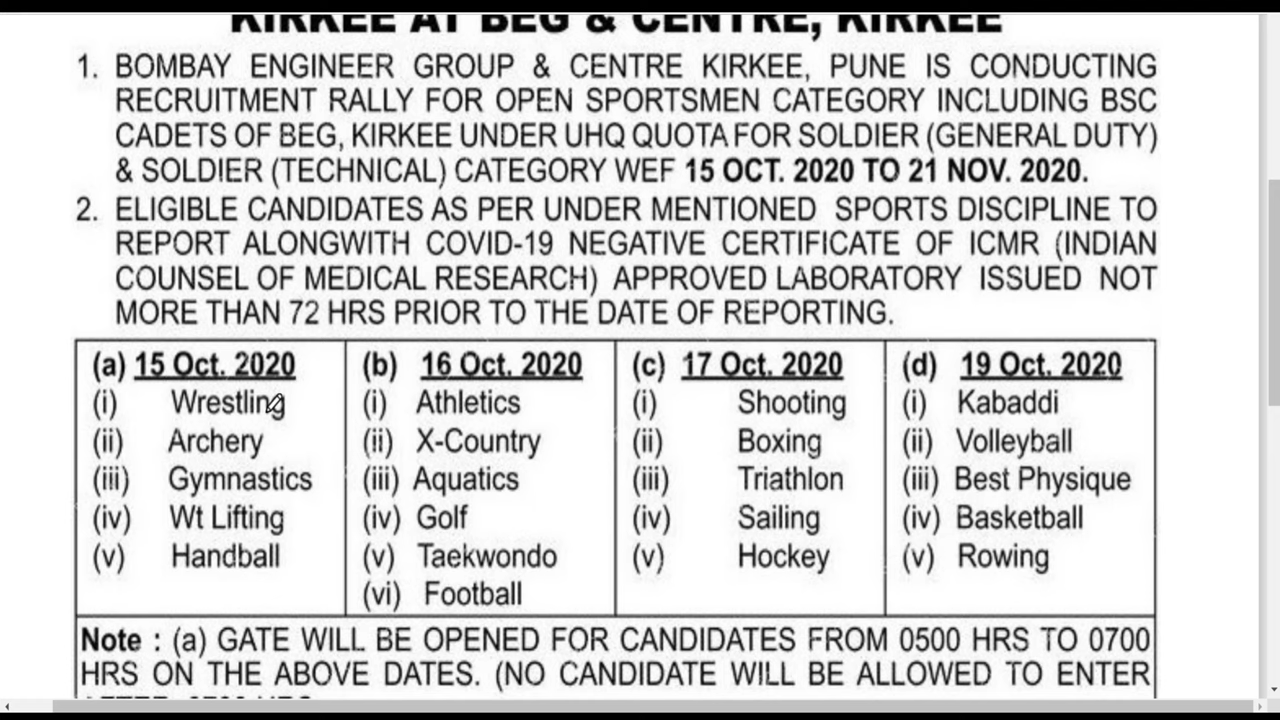 KIRKEE AT BEG & CENTRE, KIRKEE
1. BOMBAY ENGINEER GROUP & CENTRE KIRKEE, PUNE IS CONDUCTING
RECRUITMENT RALLY FOR OPEN SPORTSMEN CATEGORY INCLUDING BSC
CADETS OF BEG, KIRKEE UNDER UHQ QUOTA FOR SOLDIER (GENERAL DUTY)
& SOLDIER (TECHNICAL) CATEGORY WEF 15 OCT. 2020 TO 21 NOV. 2020.
2. ELIGIBLE CANDIDATES AS PER UNDER MENTIONED SPORTS DISCIPLINE TO
REPORT ALONGWITH COVID-19 NEGATIVE CERTIFICATE OF ICMR (INDIAN
COUNSEL OF MEDICAL RESEARCH) APPROVED LABORATORY ISSUED NOT
MORE THAN 72 HRS PRIOR TO THE DATE OF REPORTING.
(a) 15 Oct. 2020
(i) Wrestling
(ii) Archery
(iii) Gymnastics
(iv) Wt Lifting
(v) Handball
(b) 16 Oct. 2020
(i) Athletics
(ii) X-Country
(iii) Aquatics
(iv) Golf
(v) Taekwondo
(vi) Football
(c) 17 Oct. 2020
(i) Shooting
(ii) Boxing
(iii) Triathlon
(iv) Sailing
(v) Hockey
(d) 19 Oct. 2020
(i) Kabaddi
(ii) Volleyball
(iii) Best Physique
(iv) Basketball
(v) Rowing
Note : (a) GATE WILL BE OPENED FOR CANDIDATES FROM 0500 HRS TO 0700
HRS ON THE ABOVE DATES. (NO CANDIDATE WILL BE ALLOWED TO ENTER